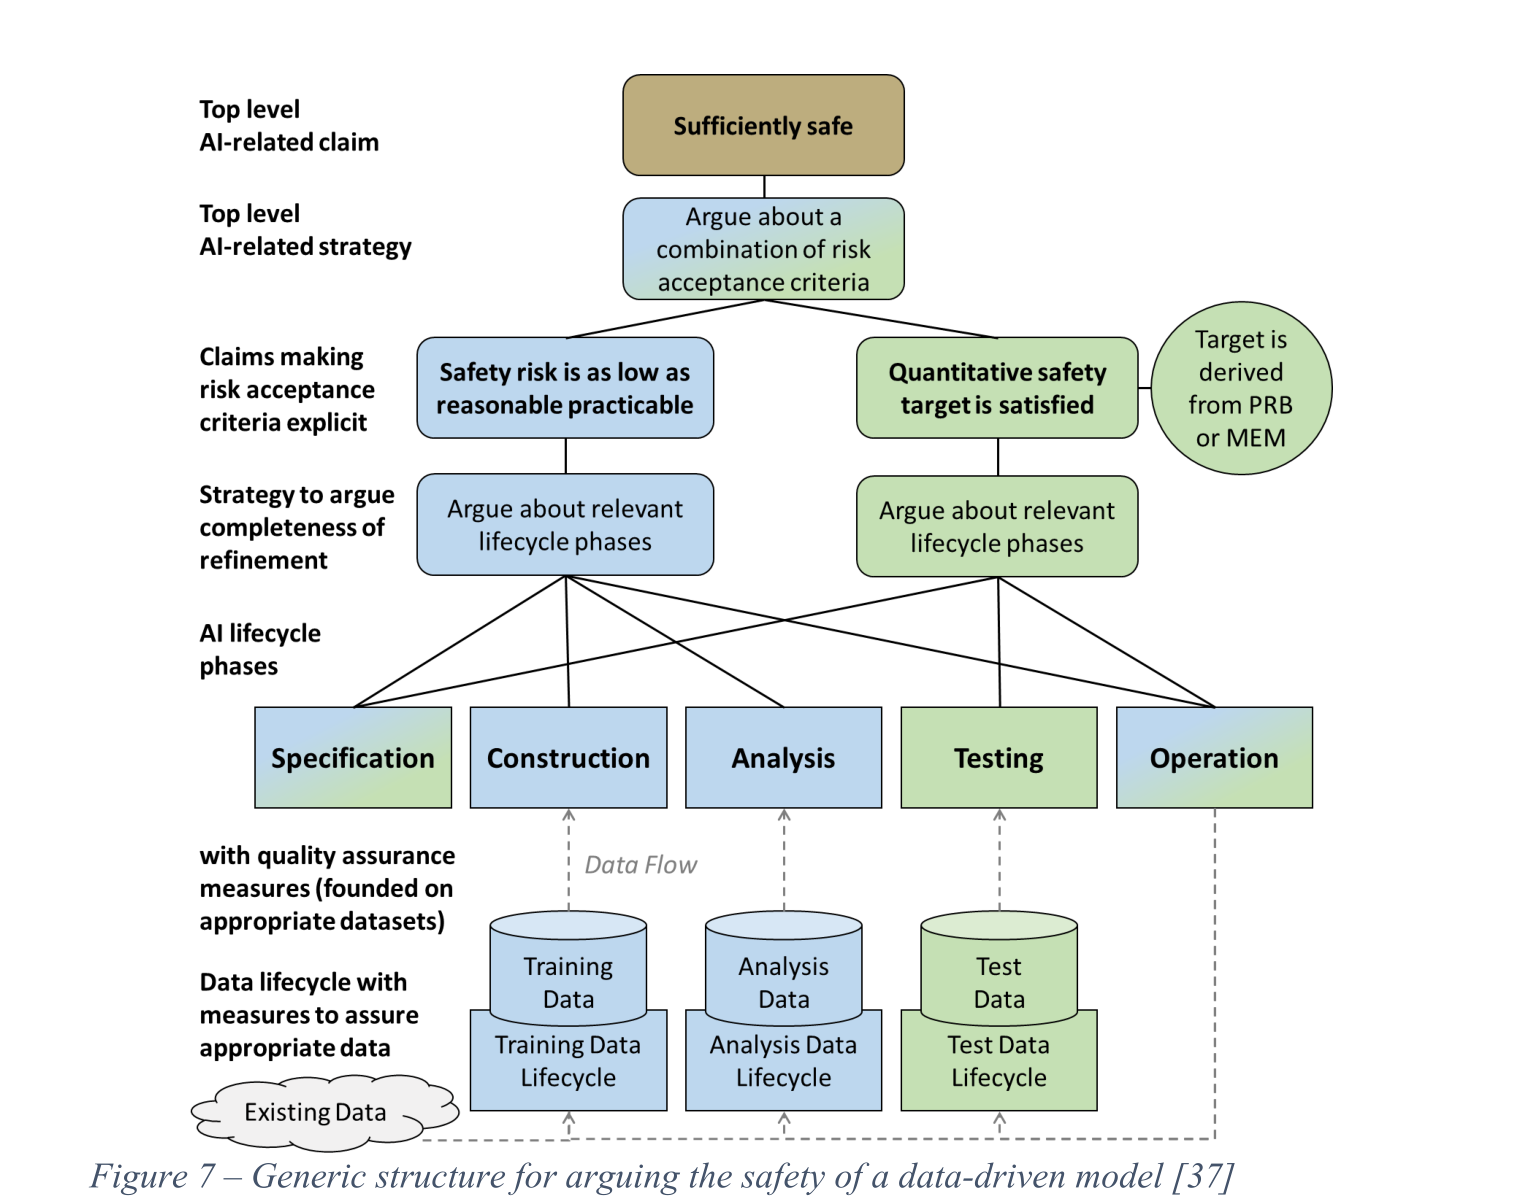 Top level
AI-related claim
Sufficiently safe
Top level
AI-related strategy
Argue about a
combination of risk
acceptance criteria
Claims making
risk acceptance
criteria explicit
Safety risk is as low as
reasonable practicable
Quantitative safety
target is satisfied
Target is
derived
from PRB
or MEM
Strategy to argue
completeness of
refinement
Argue about relevant
lifecycle phases
Argue about relevant
lifecycle phases
AI lifecycle
phases
Specification
Construction
Analysis
Testing
Operation
with quality assurance
measures (founded on
appropriate datasets)
Data Flow
Data lifecycle with
measures to assure
appropriate data
Training
Data
Analysis
Data
Test
Data
Training Data
Lifecycle
Analysis Data
Lifecycle
Test Data
Lifecycle
Existing Data
Figure 7 – Generic structure for arguing the safety of a data-driven model [37]